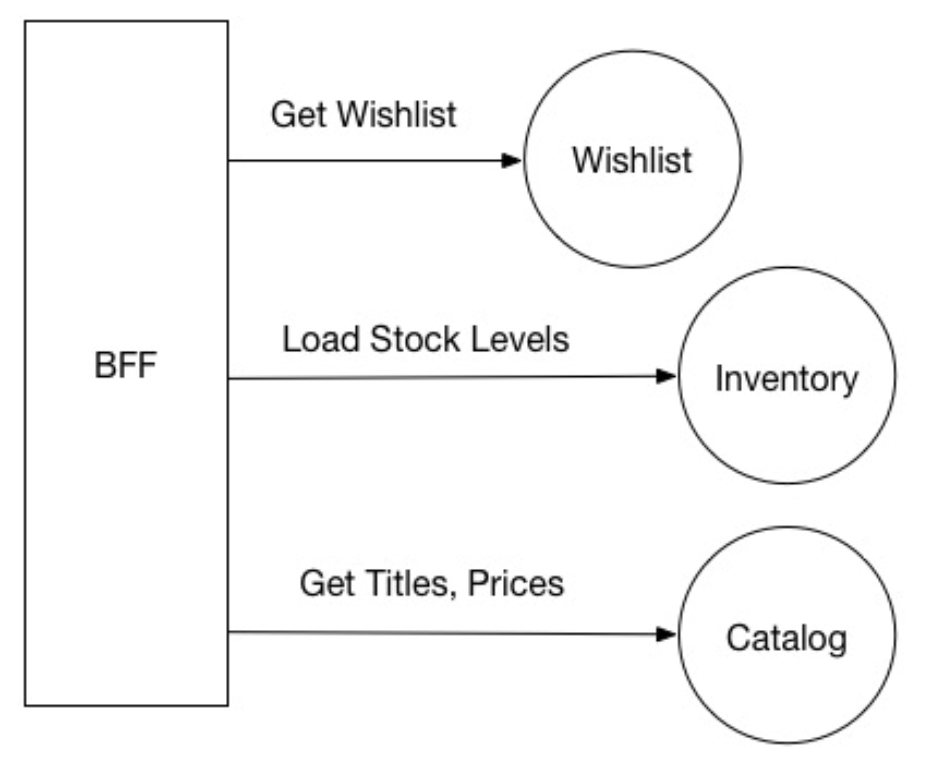 Get Wishlist
Wishlist
BFF
Load Stock Levels
Inventory
Get Titles, Prices
Catalog